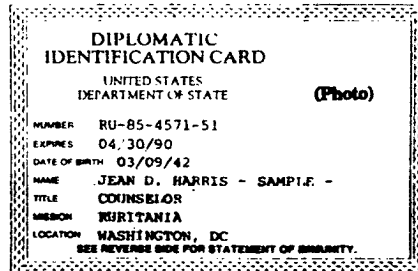 DIPLOMATIC
IDENTIFICATION CARD
UNITED STATES
DEPARTMENT OF STATE
(Photo)
NUMBER RU-85-4571-51
EXPIRES 04/30/90
DATE OF BIRTH 03/09/42
NAME JEAN D. HARRIS - SAMPLE -
TITLE COUNSELOR
MISSION RURITANIA
LOCATION WASHINGTON, DC
SEE REVERSE SIDE FOR STATEMENT OF IMMUNITY.